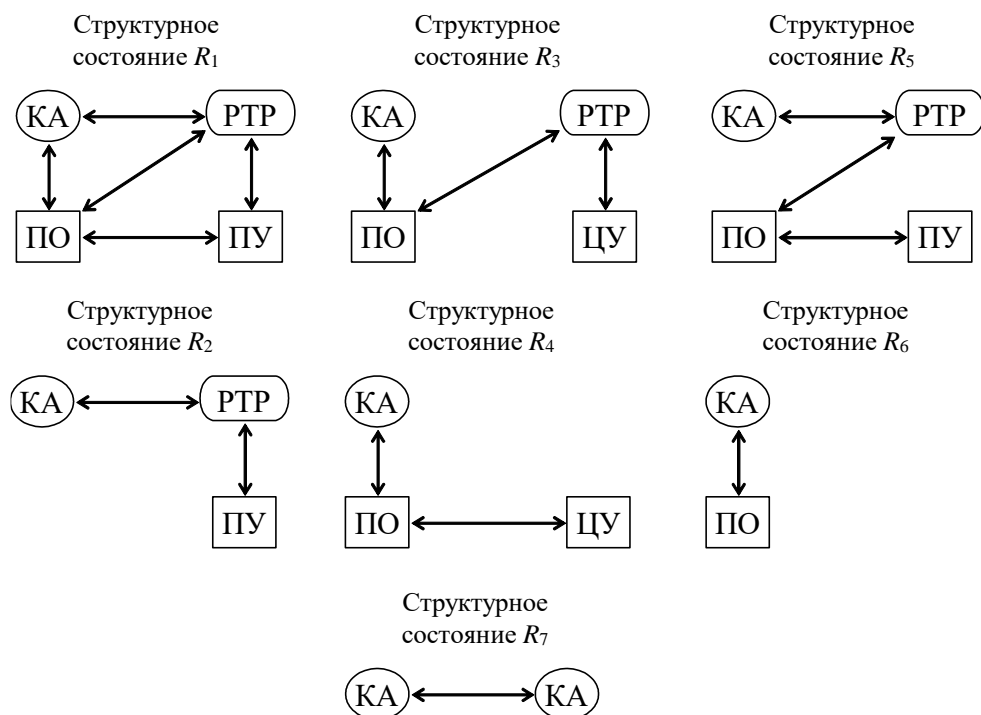 Структурное
состояние R1
Структурное
состояние R3
Структурное
состояние R5
КА
РТР
КА
РТР
КА
РТР
ПО
ПУ
ПО
ЦУ
ПО
ПУ
Структурное
состояние R2
Структурное
состояние R4
Структурное
состояние R6
КА
РТР
КА
КА
ПУ
ПО
ЦУ
ПО
Структурное
состояние R7
КА
КА